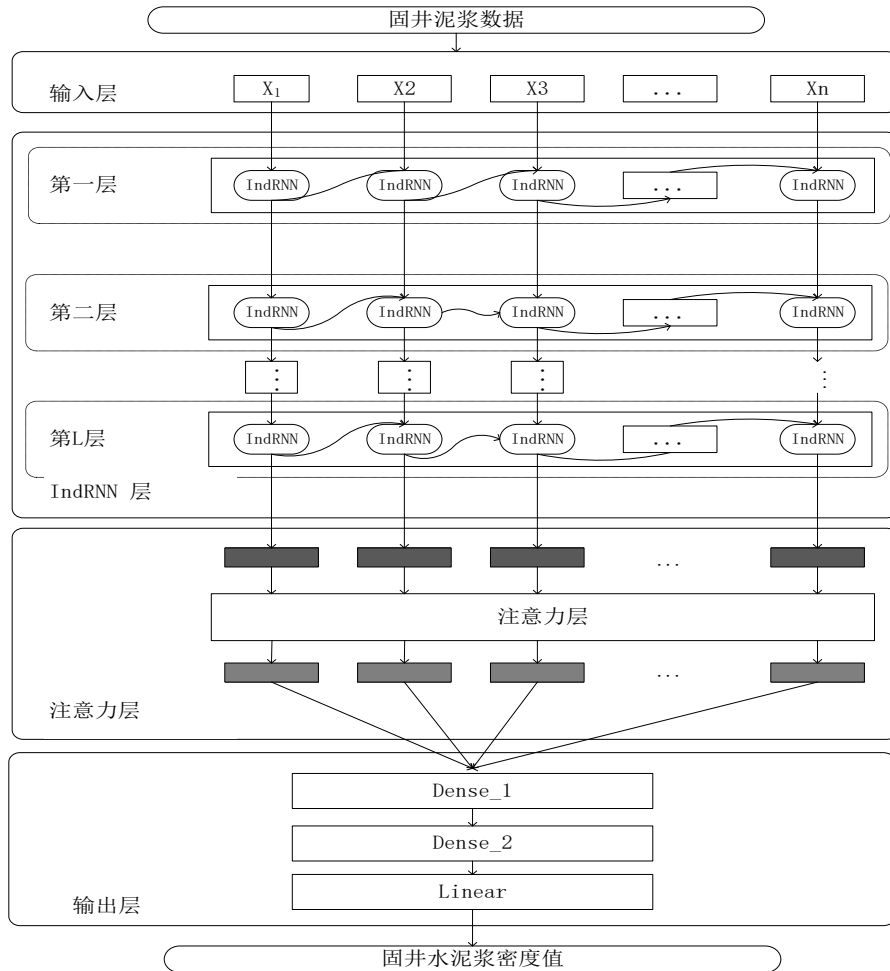 固井泥浆数据
输入层 X₁ X2 X3 ... Xn
第一层 IndRNN IndRNN IndRNN ... IndRNN
第二层 IndRNN IndRNN IndRNN ... IndRNN
⋮ ⋮ ⋮ ⋮
第L层 IndRNN IndRNN IndRNN ... IndRNN
IndRNN 层
...
注意力层
...
注意力层
Dense_1
Dense_2
Linear
输出层
固井水泥浆密度值